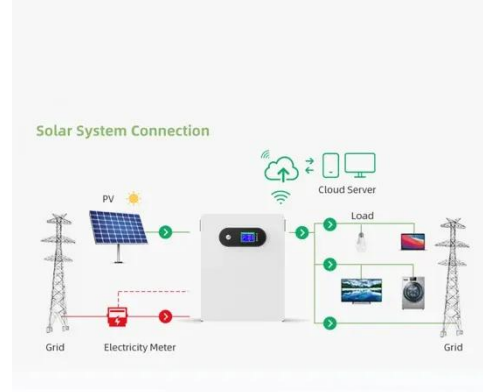 Solar System Connection
Cloud Server
PV
Load
Grid
Electricity Meter
Grid